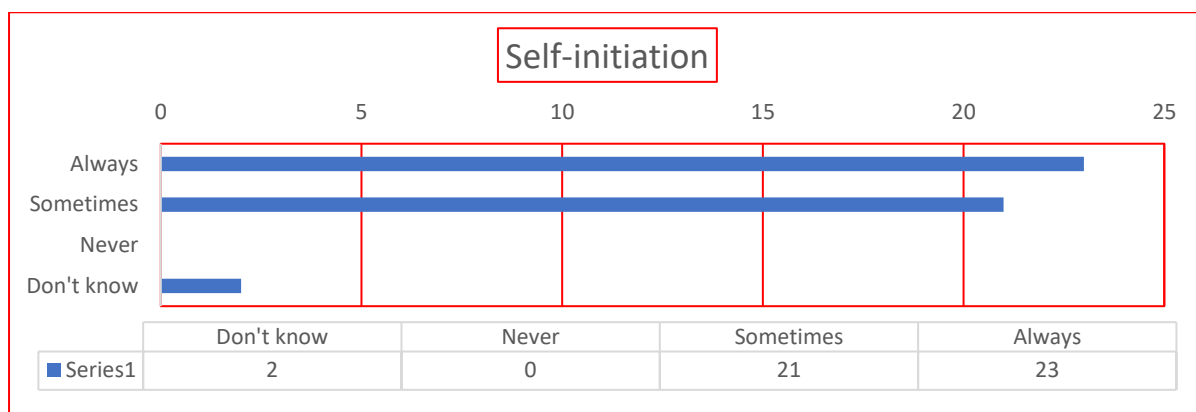 Self-initiation
0 5 10 15 20 25
Always
Sometimes
Never
Don't know
Don't know Never Sometimes Always
Series1 2 0 21 23